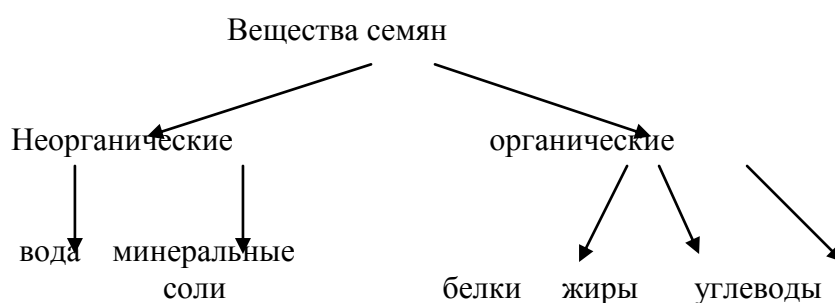 Вещества семян
Неорганические органические
вода минеральные
соли белки жиры углеводы